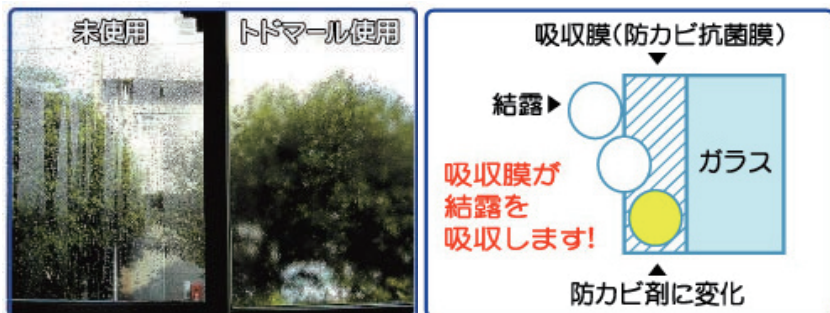 未使用
トドマール使用
吸収膜(防カビ抗菌膜)
▼
結露▶
ガラス
吸収膜が
結露を
吸収します!
▲
防カビ剤に変化